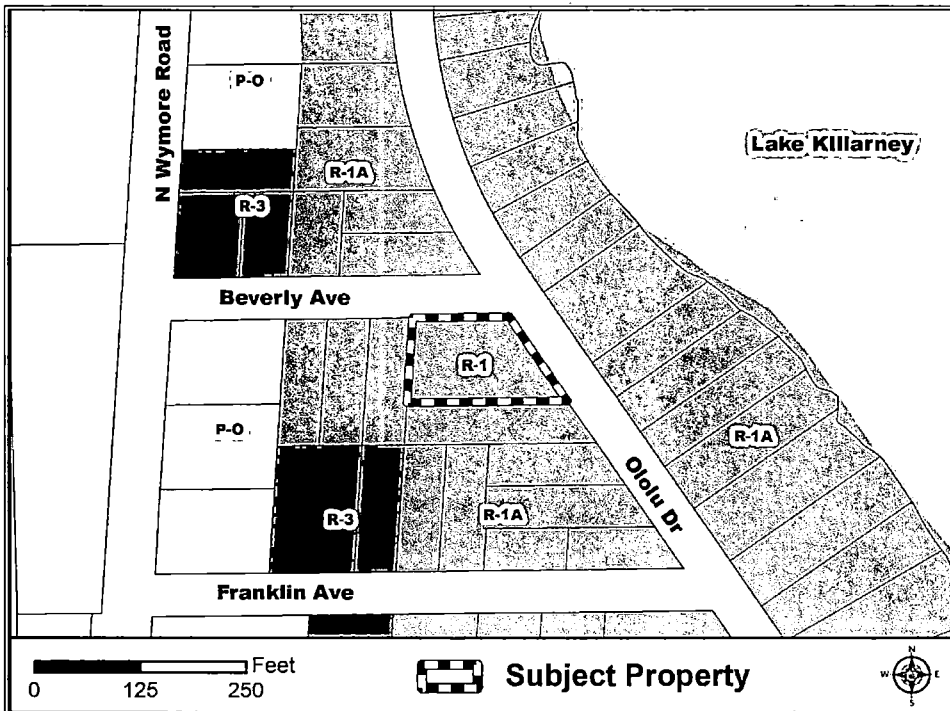 N Wymore Road
P-O
Lake KIllarney
R-1A
R-3
Beverly Ave
R-1
P-O
R-1A
Ololu Dr
R-3
R-1A
Franklin Ave
Feet
0 125 250
Subject Property
N
W E
S